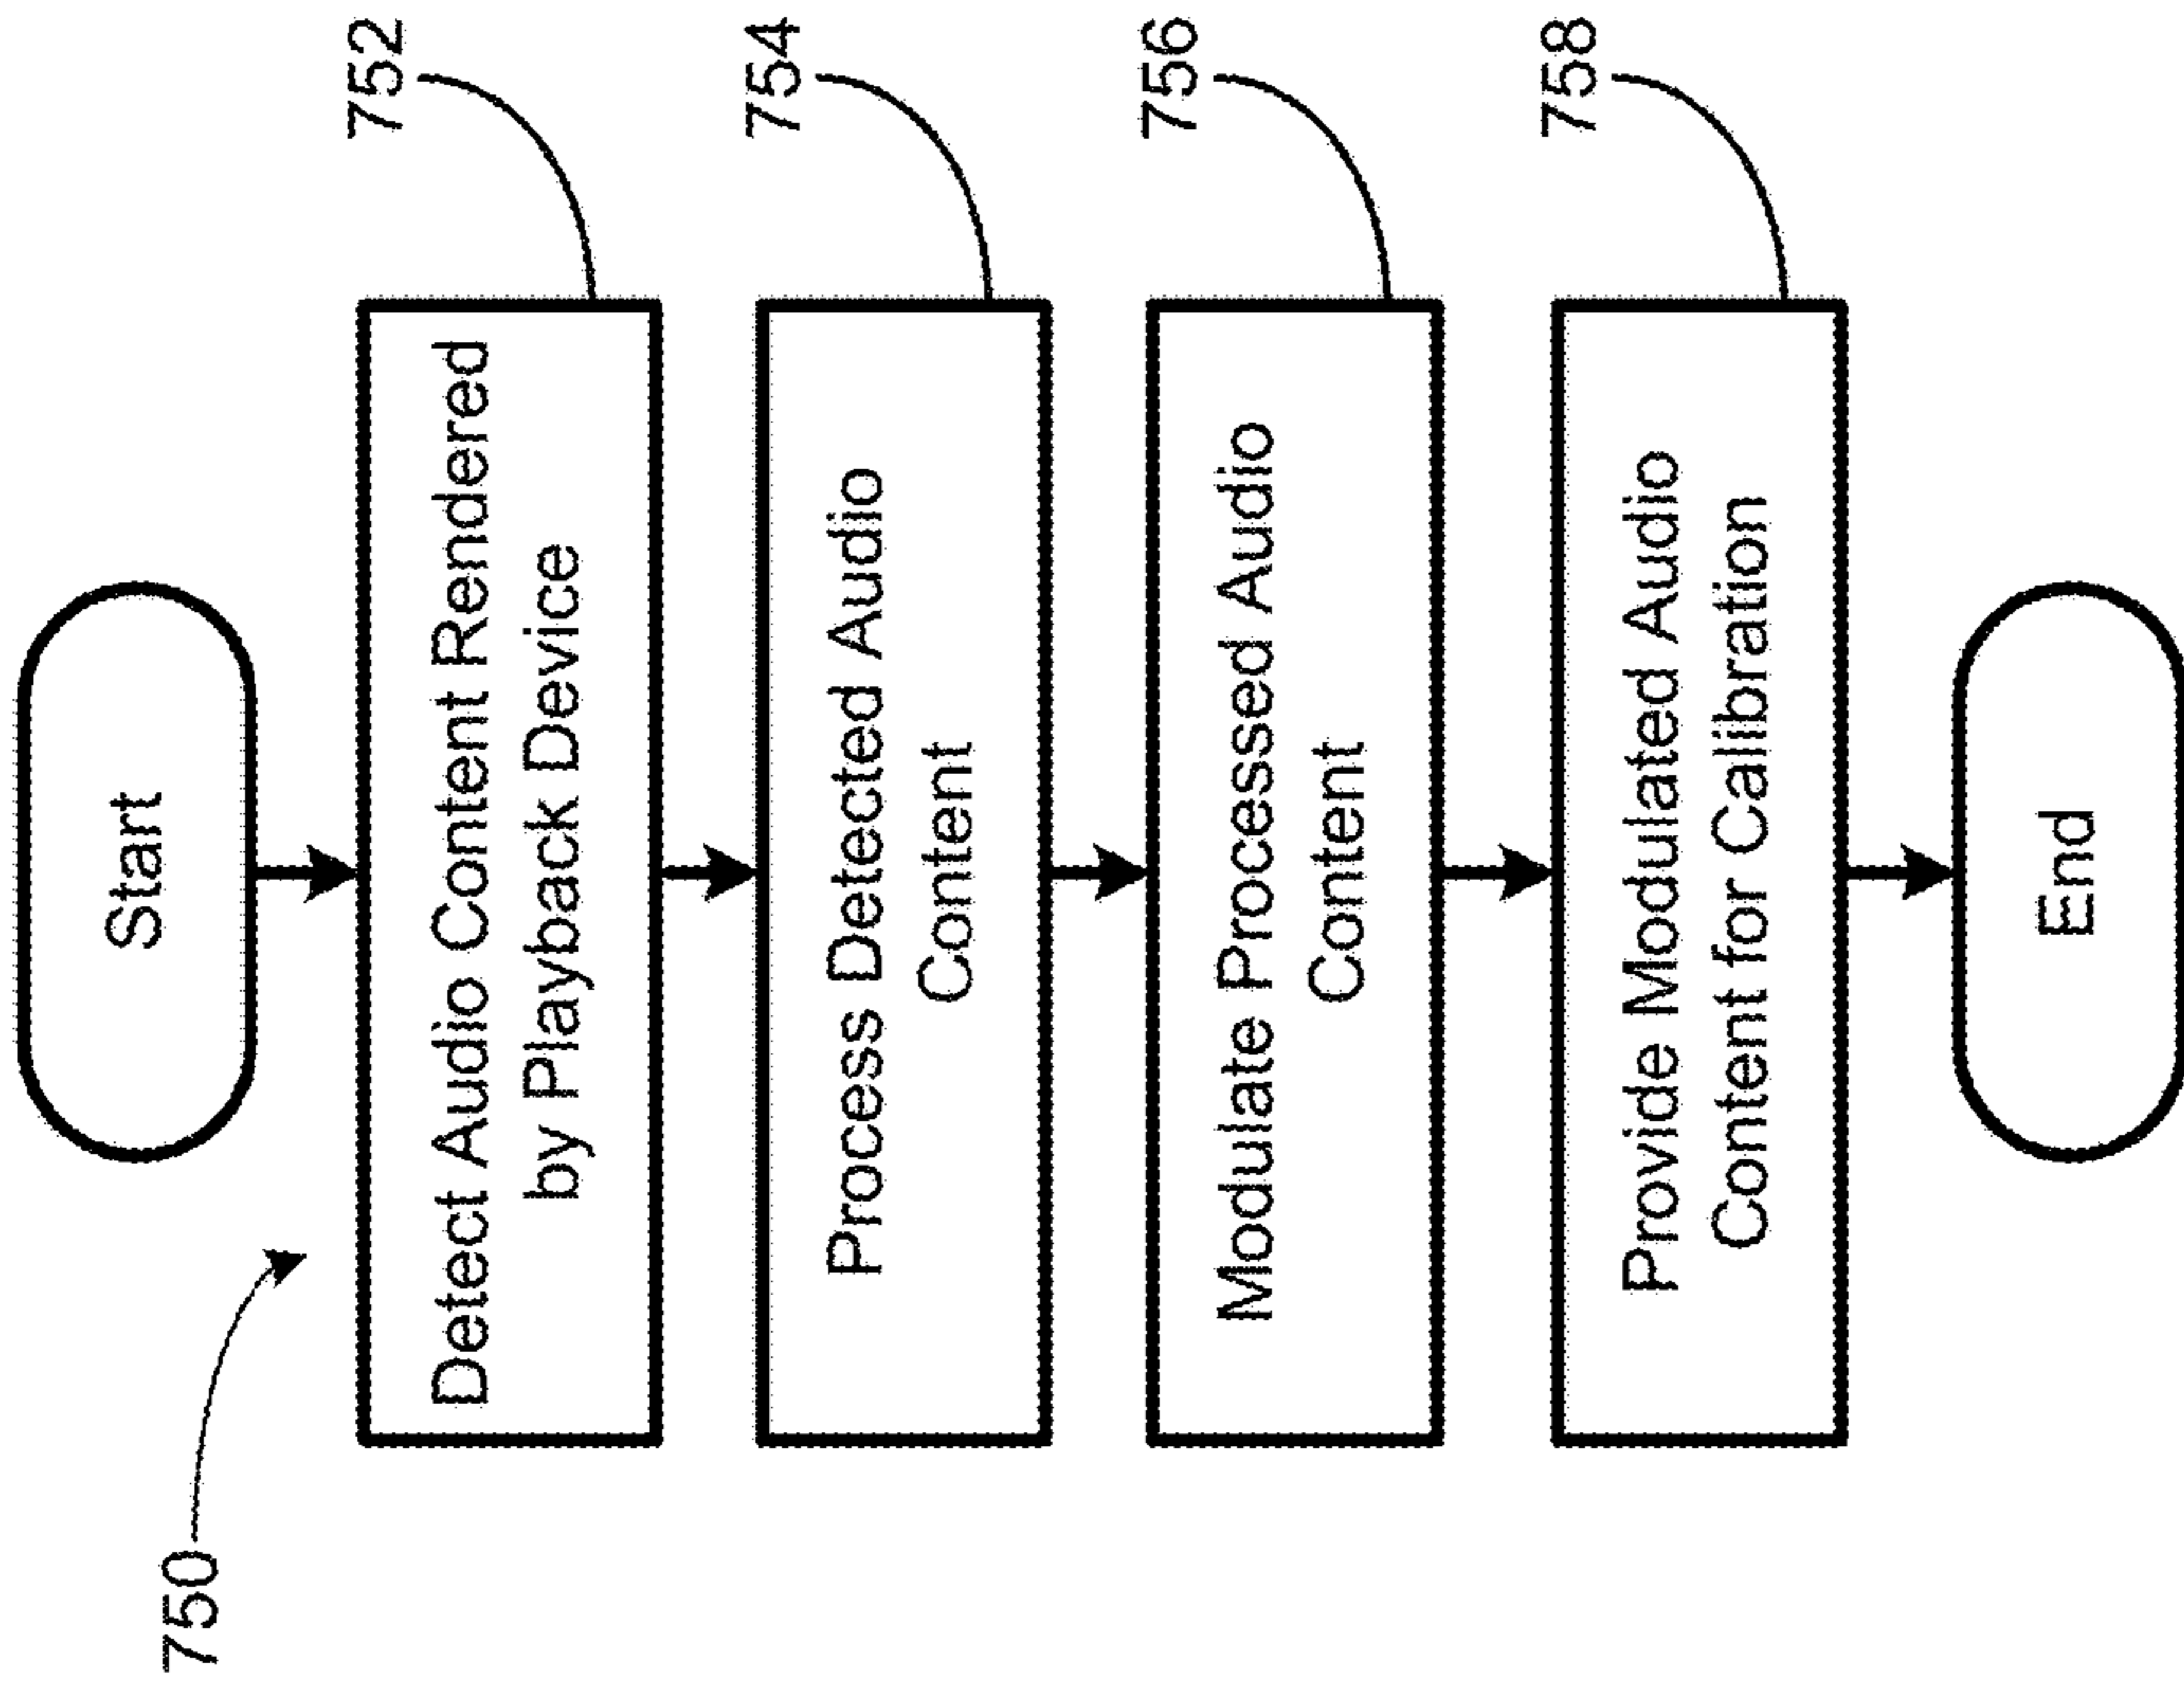 750
Start
752
Detect Audio Content Rendered
by Playback Device
754
Process Detected Audio
Content
756
Modulate Processed Audio
Content
758
Provide Modulated Audio
Content for Calibration
End